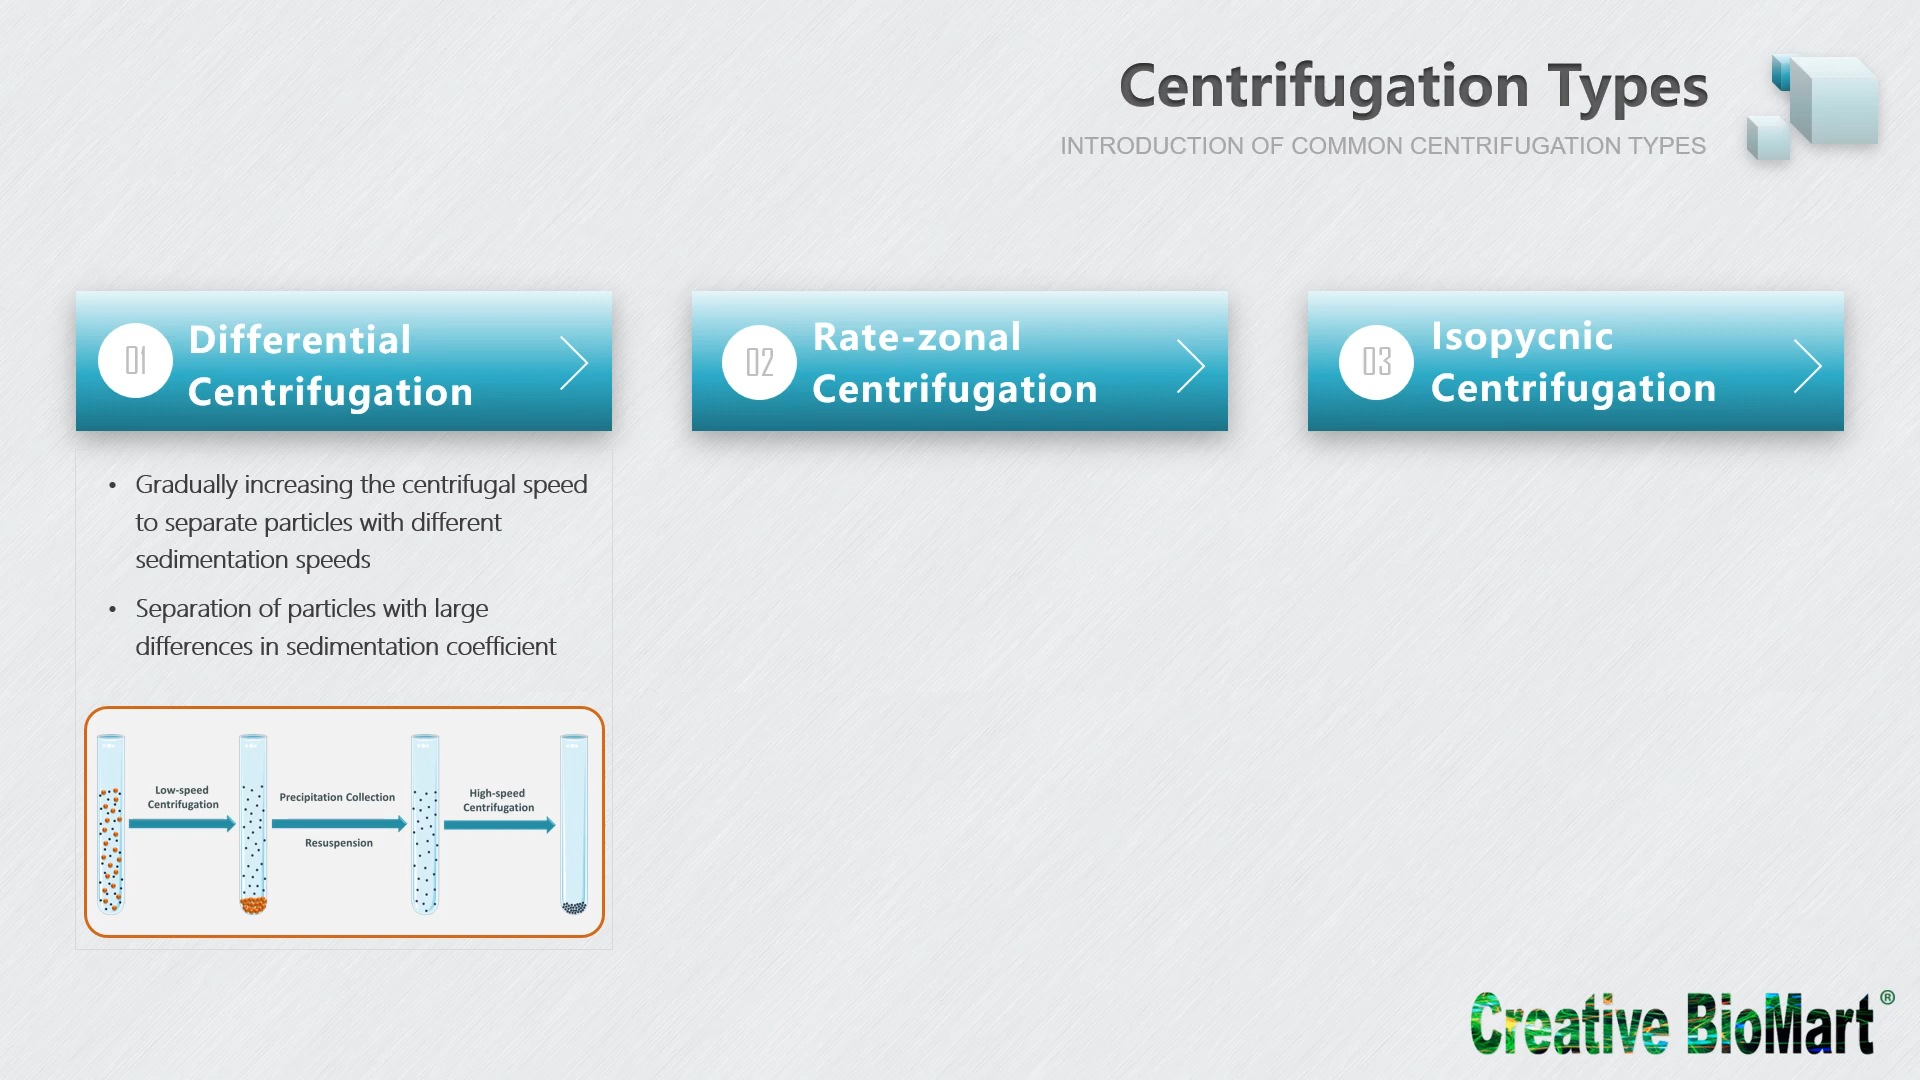 Centrifugation Types
INTRODUCTION OF COMMON CENTRIFUGATION TYPES
01
Differential
Centrifugation
02
Rate-zonal
Centrifugation
03
Isopycnic
Centrifugation
• Gradually increasing the centrifugal speed
to separate particles with different
sedimentation speeds
• Separation of particles with large
differences in sedimentation coefficient
Low-speed
Centrifugation
Precipitation Collection
Resuspension
High-speed
Centrifugation
Creative BioMart®